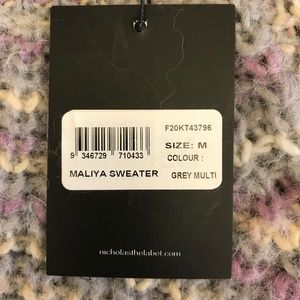 F20KT43796
SIZE: M
COLOUR :
9 346729 710433
MALIYA SWEATER
GREY MULTI
nicholasthelabel.com